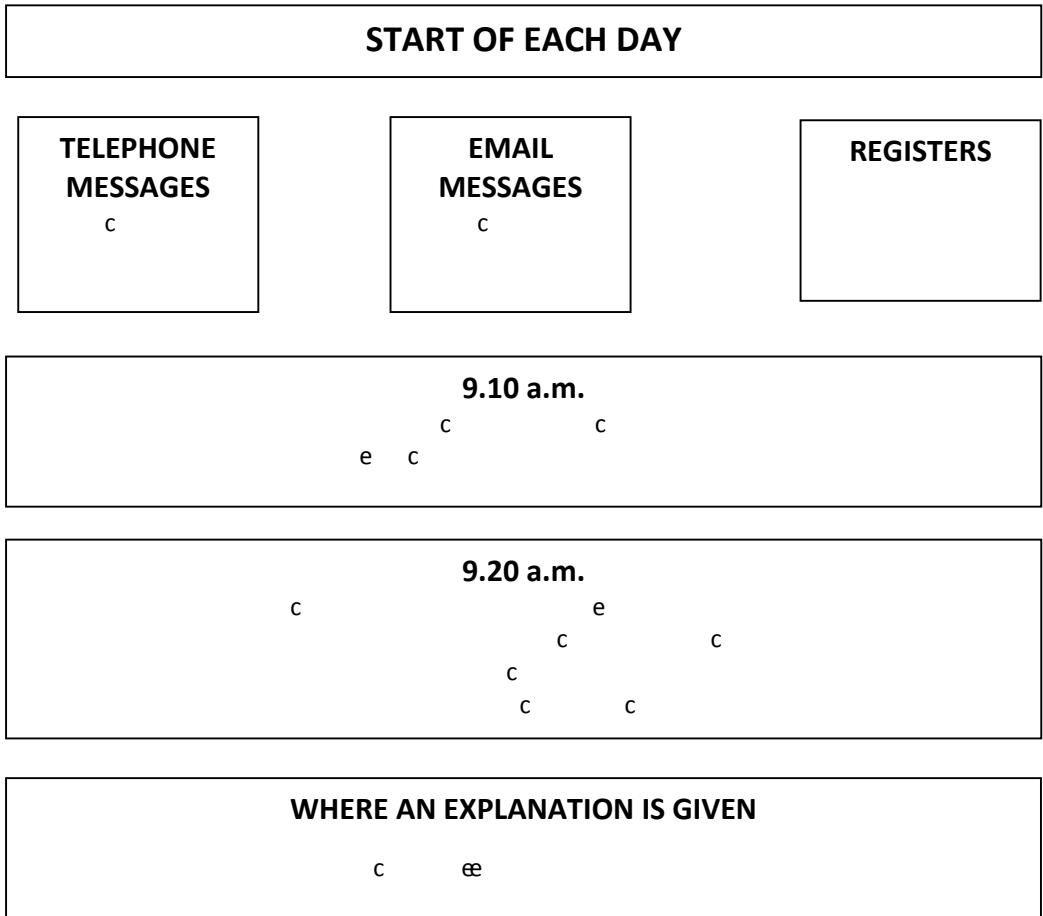 START OF EACH DAY
TELEPHONE
MESSAGES
c
EMAIL
MESSAGES
c
REGISTERS
9.10 a.m.
c c
e c
9.20 a.m.
c e
c c
c
c c
WHERE AN EXPLANATION IS GIVEN
c œ